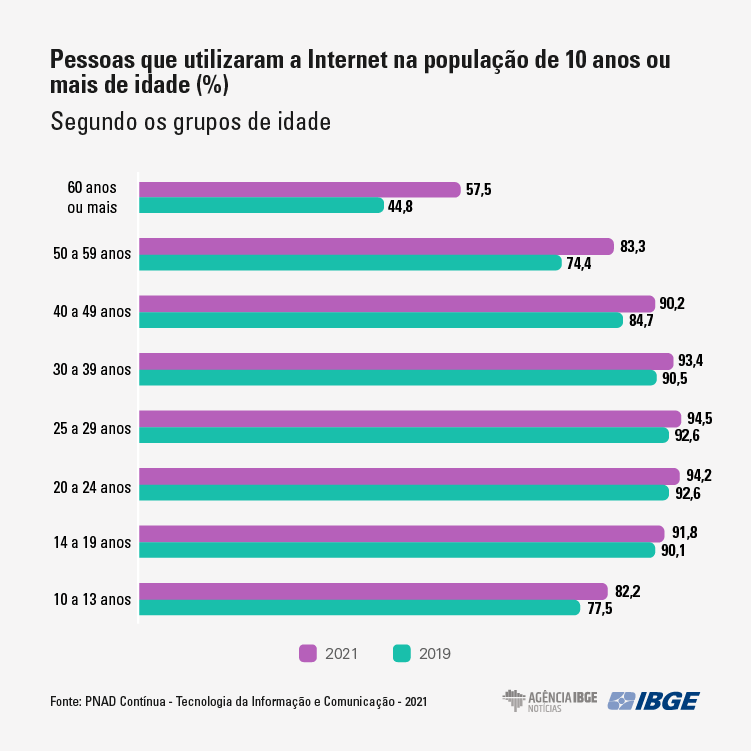 Pessoas que utilizaram a Internet na população de 10 anos ou
mais de idade (%)
Segundo os grupos de idade
60 anos
ou mais
57,5
44,8
50 a 59 anos
83,3
74,4
40 a 49 anos
90,2
84,7
30 a 39 anos
93,4
90,5
25 a 29 anos
94,5
92,6
20 a 24 anos
94,2
92,6
14 a 19 anos
91,8
90,1
10 a 13 anos
82,2
77,5
2021
2019
Fonte: PNAD Contínua - Tecnologia da Informação e Comunicação - 2021
AGÊNCIA IBGE
NOTÍCIAS
IBGE